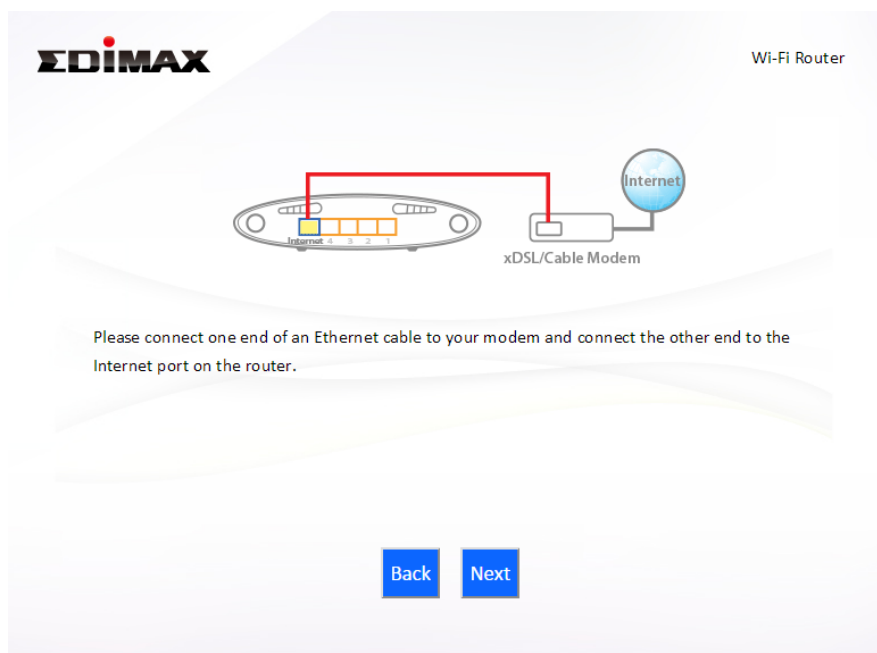 EDIMAX
Wi-Fi Router
Internet
Internet 4 3 2 1
xDSL/Cable Modem
Please connect one end of an Ethernet cable to your modem and connect the other end to the
Internet port on the router.
Back Next